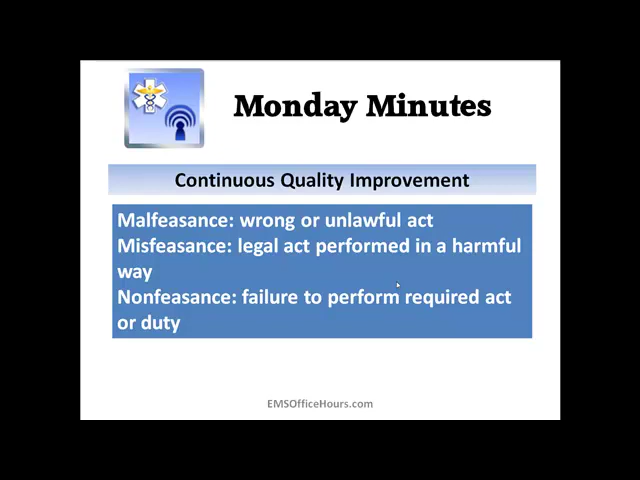 Monday Minutes
Continuous Quality Improvement
Malfeasance: wrong or unlawful act
Misfeasance: legal act performed in a harmful
way
Nonfeasance: failure to perform required act
or duty
EMSOfficeHours.com